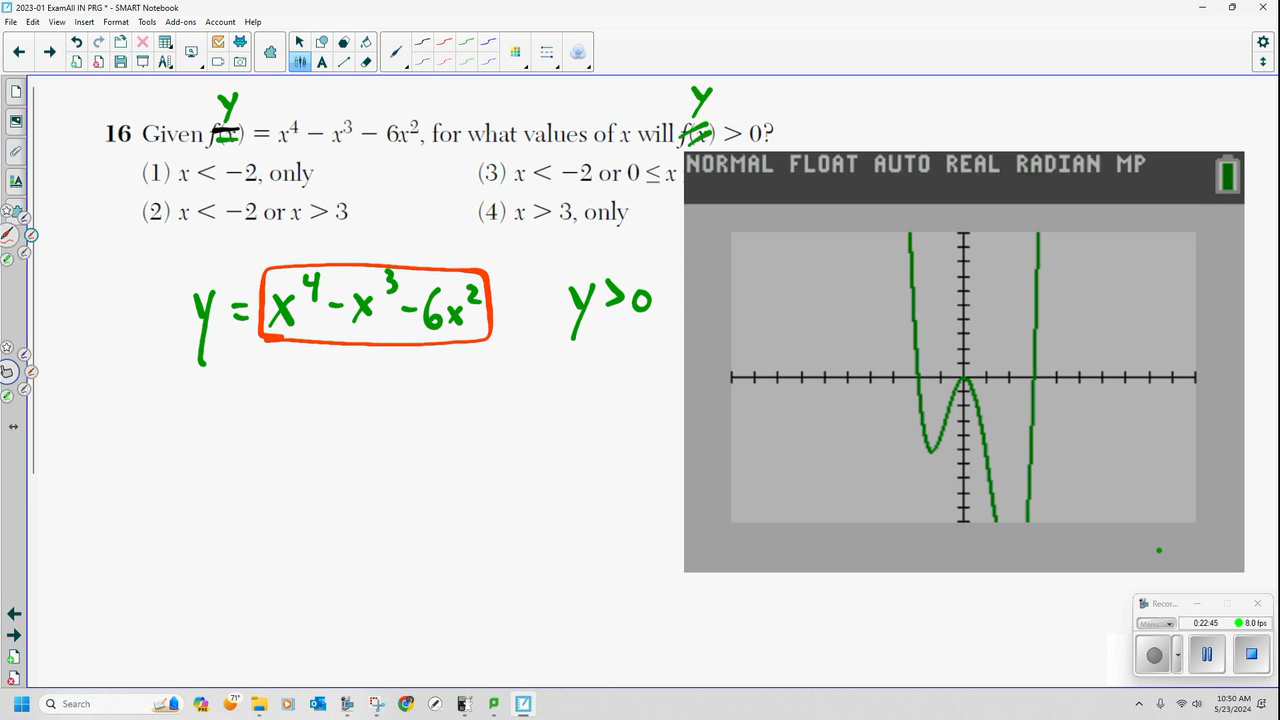 2023-01 ExamAll IN PRG * - SMART Notebook
File Edit View Insert Format Tools Add-ons Account Help
y y
16 Given f(x) = x⁴ − x³ − 6x², for what values of x will f(x) > 0?
(1) x < −2, only (3) x < −2 or 0 ≤ x
(2) x < −2 or x > 3 (4) x > 3, only
NORMAL FLOAT AUTO REAL RADIAN MP
y = x⁴ - x³ - 6x² y > 0
Recor...
Menu 0:22:45 8.0 fps
Search 71° 10:50 AM
5/23/2024